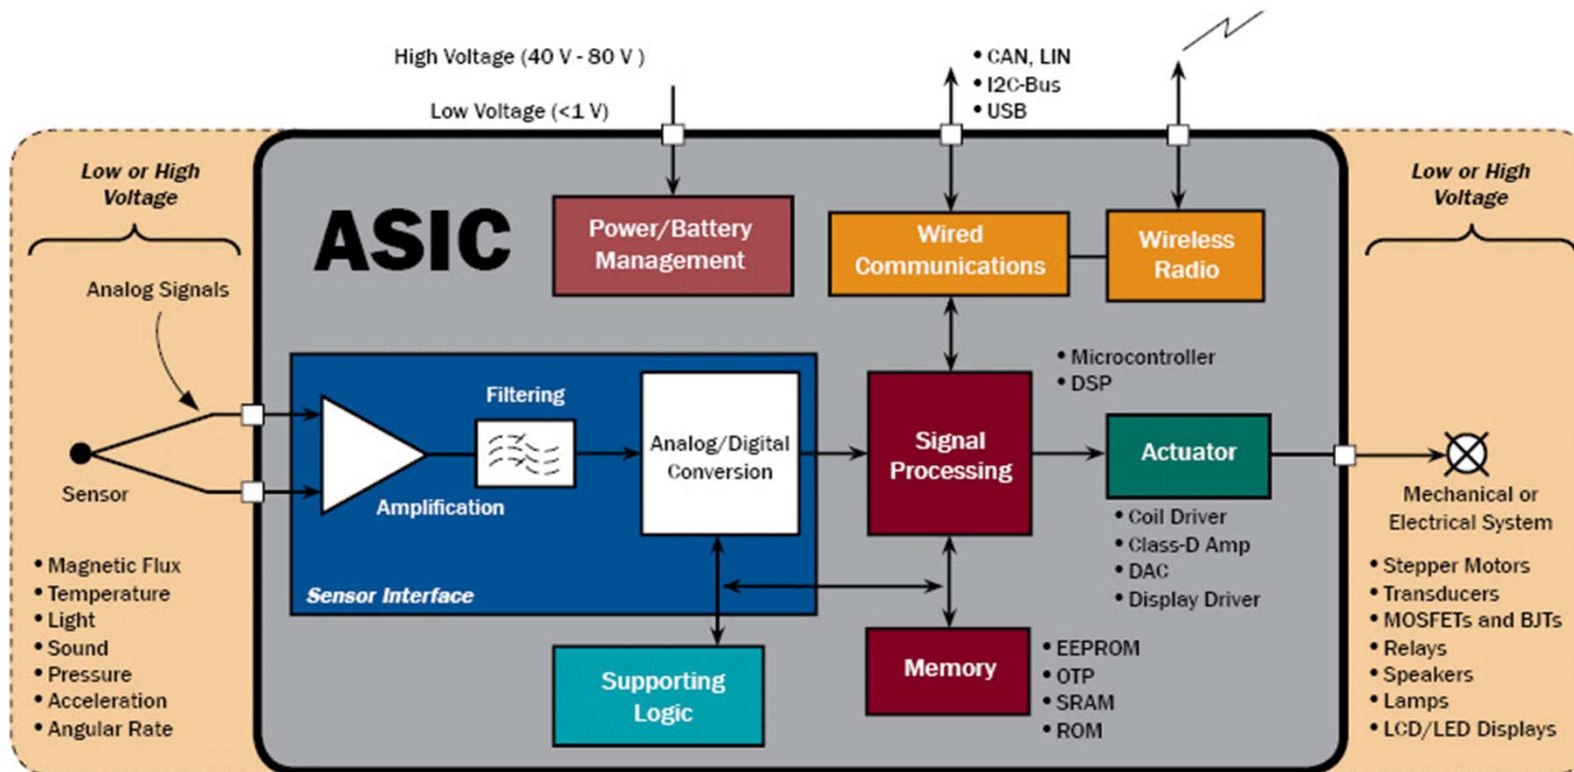 High Voltage (40 V - 80 V )
Low Voltage (<1 V)
• CAN, LIN
• I2C-Bus
• USB
Low or High
Voltage
Analog Signals
Sensor
• Magnetic Flux
• Temperature
• Light
• Sound
• Pressure
• Acceleration
• Angular Rate
ASIC
Power/Battery
Management
Wired
Communications
Wireless
Radio
Filtering
Amplification
Analog/Digital
Conversion
Sensor Interface
Signal
Processing
• Microcontroller
• DSP
Actuator
• Coil Driver
• Class-D Amp
• DAC
• Display Driver
Supporting
Logic
Memory
• EEPROM
• OTP
• SRAM
• ROM
Low or High
Voltage
Mechanical or
Electrical System
• Stepper Motors
• Transducers
• MOSFETs and BJTs
• Relays
• Speakers
• Lamps
• LCD/LED Displays